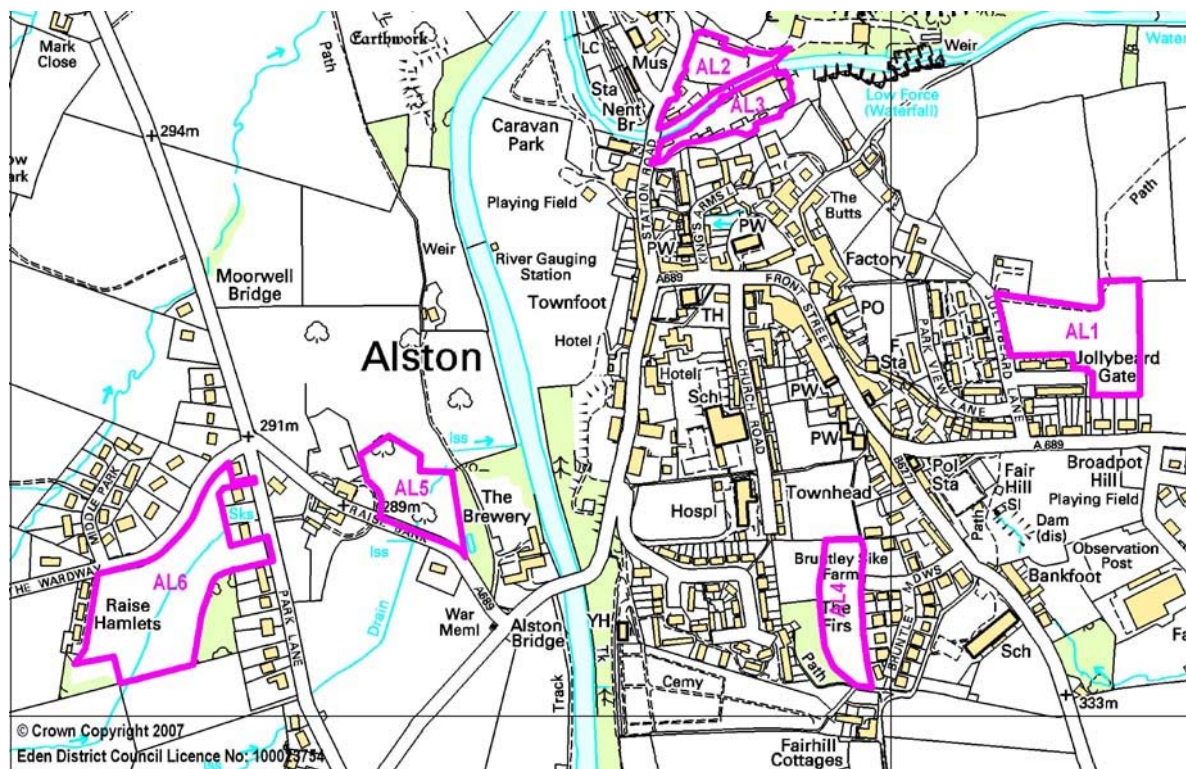 Mark
Close
Path
Earthwork
LC
Mus
Sta
Nent
Br
AL2
AL3
Weir
Low Force
(Waterfall)
294m
Caravan
Park
Playing Field
STATION ROAD
KING'S ARMS L
The
Butts
PW
PW
Path
Weir
River Gauging
Station
Moorwell
Bridge
Townfoot
A689
FRONT STREET
Factory
PO
TH
Hotel
Hotel
Sch
CHURCH ROAD
PW
Sta
PARK VIEW LANE
JOLLYBEARD LANE
AL1
Jollybeard
Gate
Alston
291m
Iss
AL5
289m
RAISE BANK
Iss
The
Brewery
PW
A 689
B6277
Pol
Sta
Fair
Hill
Broadpot
Hill
Playing Field
Hospl
Townhead
Path
Dam
(dis)
Observation
Post
MIDDLE PARK
THE WARDWAY
Sks
AL6
Raise
Hamlets
PARK LANE
Drain
A689
War
Meml
Alston
Bridge
YH
Bruntley Sike
Farm
AL4
The
Firs
BRUNTLEY MDWS
Bankfoot
Sch
Path
Cemy
Track
Tk
333m
Fairhill
Cottages
© Crown Copyright 2007
Eden District Council Licence No: 100023754